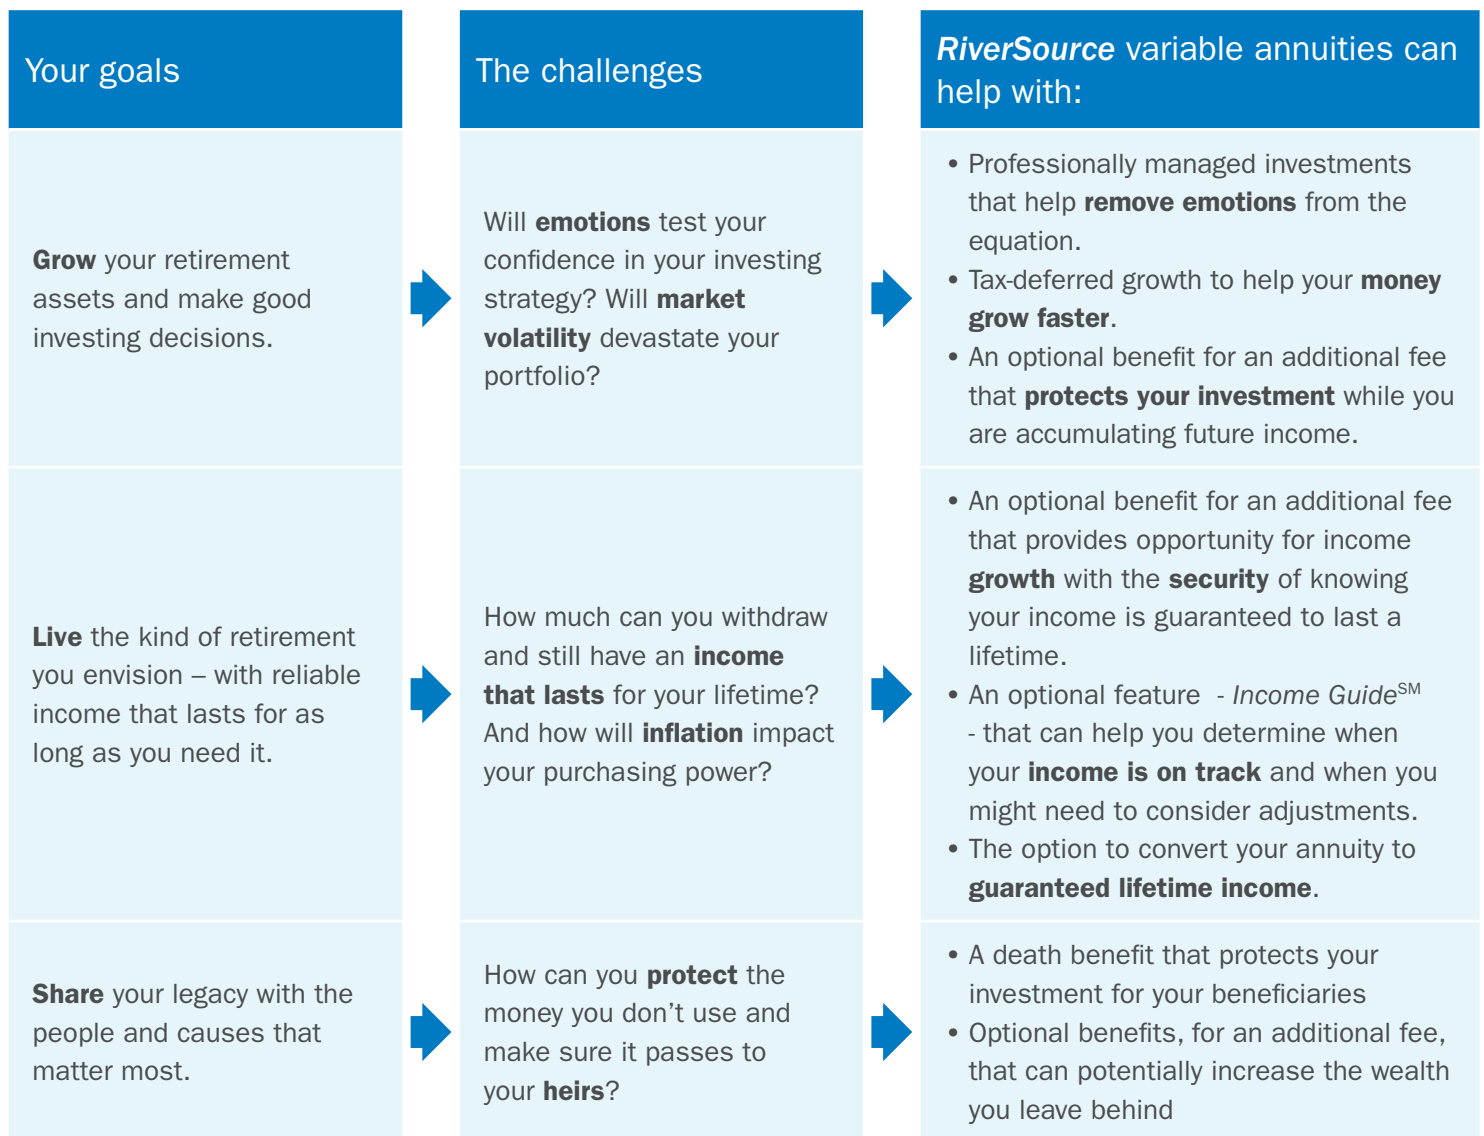 Your goals
The challenges
RiverSource variable annuities can
help with:
Grow your retirement
assets and make good
investing decisions.
Will emotions test your
confidence in your investing
strategy? Will market
volatility devastate your
portfolio?
• Professionally managed investments
that help remove emotions from the
equation.
• Tax-deferred growth to help your money
grow faster.
• An optional benefit for an additional fee
that protects your investment while you
are accumulating future income.
Live the kind of retirement
you envision – with reliable
income that lasts for as
long as you need it.
How much can you withdraw
and still have an income
that lasts for your lifetime?
And how will inflation impact
your purchasing power?
• An optional benefit for an additional fee
that provides opportunity for income
growth with the security of knowing
your income is guaranteed to last a
lifetime.
• An optional feature - Income Guide℠
- that can help you determine when
your income is on track and when you
might need to consider adjustments.
• The option to convert your annuity to
guaranteed lifetime income.
Share your legacy with the
people and causes that
matter most.
How can you protect the
money you don't use and
make sure it passes to
your heirs?
• A death benefit that protects your
investment for your beneficiaries
• Optional benefits, for an additional fee,
that can potentially increase the wealth
you leave behind